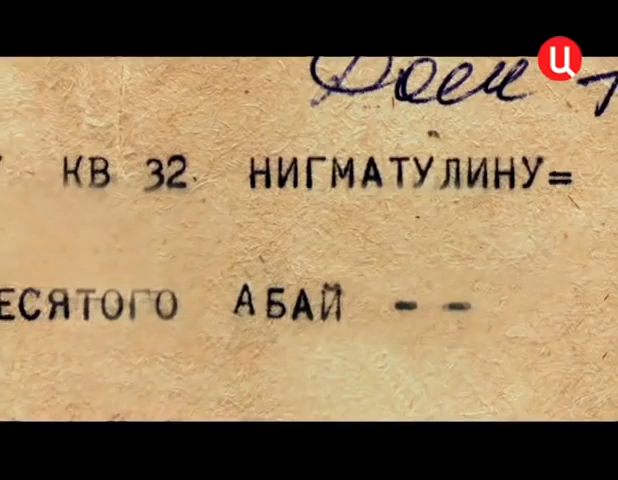 Ц
КВ 32 НИГМАТУЛИНУ=
ЕСЯТОГО АБАЙ - -